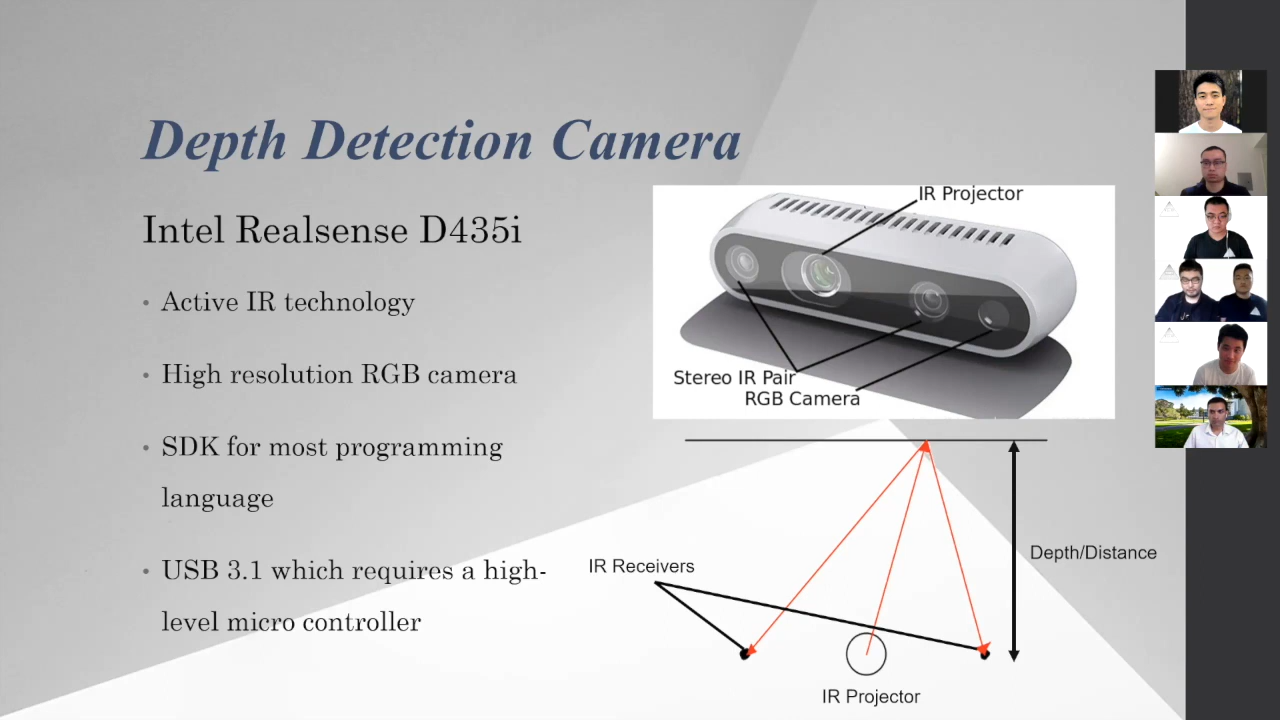 Depth Detection Camera
Intel Realsense D435i
• Active IR technology
• High resolution RGB camera
• SDK for most programming
language
• USB 3.1 which requires a high-
level micro controller
IR Projector
Stereo IR Pair
RGB Camera
IR Receivers
Depth/Distance
IR Projector